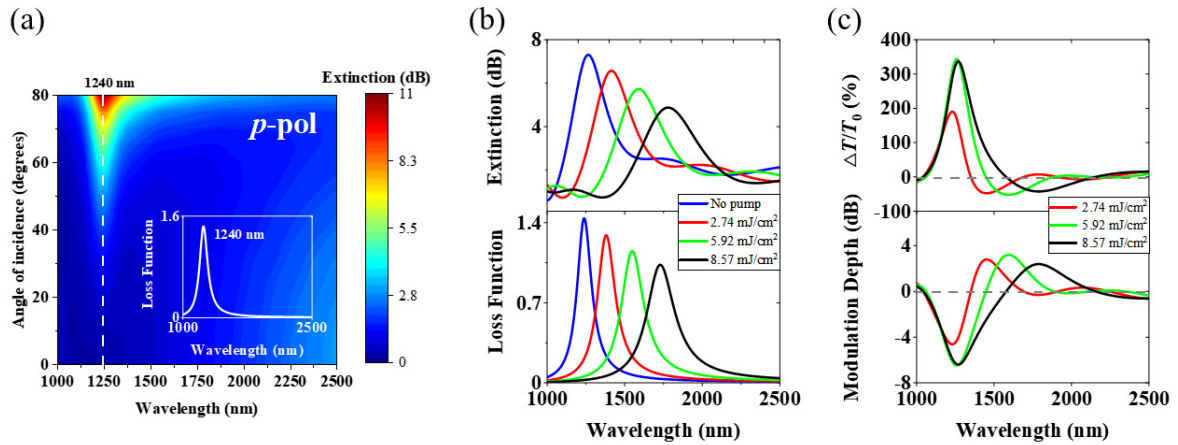 (a)
1240 nm
Extinction (dB)
p-pol
80
60
40
20
0
Angle of incidence (degrees)
1000
1250
1500
1750
2000
2250
2500
Wavelength (nm)
11
8.3
5.5
2.8
0
1.6
0
Loss Function
1240 nm
1000
2500
Wavelength (nm)
(b)
8
4
Extinction (dB)
No pump
2.74 mJ/cm²
5.92 mJ/cm²
8.57 mJ/cm²
1.4
0.7
0
Loss Function
1000
1500
2000
2500
Wavelength (nm)
(c)
400
300
200
100
0
-100
△T/T₀ (%)
2.74 mJ/cm²
5.92 mJ/cm²
8.57 mJ/cm²
4
0
-4
-8
Modulation Depth (dB)
1000
1500
2000
2500
Wavelength (nm)